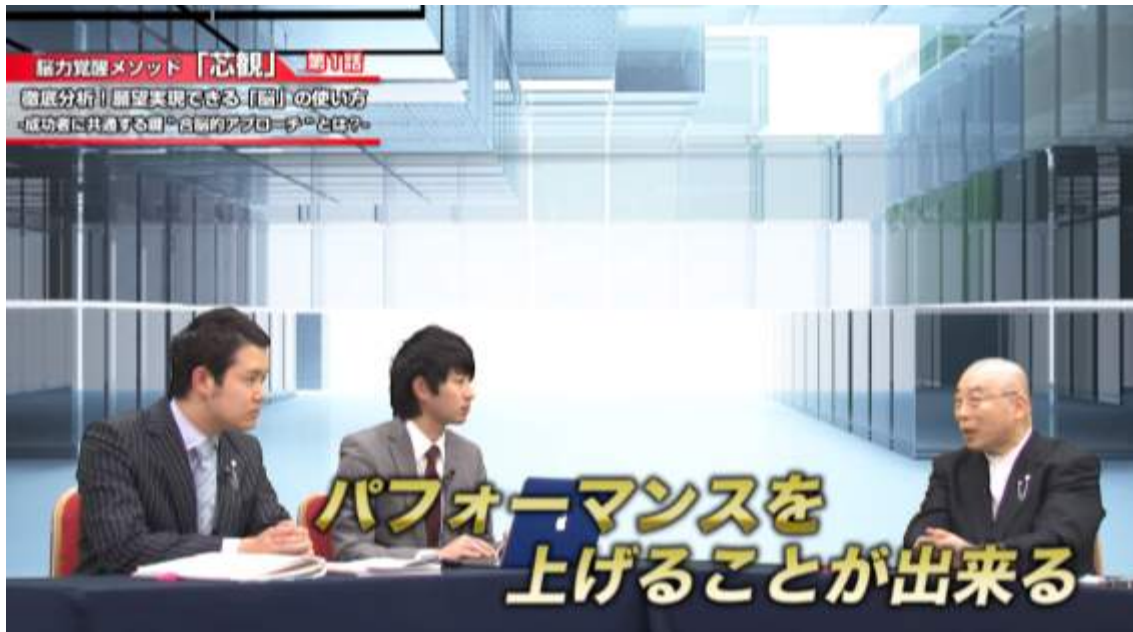 脳力覚醒メソッド「芯観」 第1話
徹底分析！願望実現できる「脳」の使い方
-成功者に共通する鍵“合脳的アプローチ”とは？-
パフォーマンスを
上げることが出来る